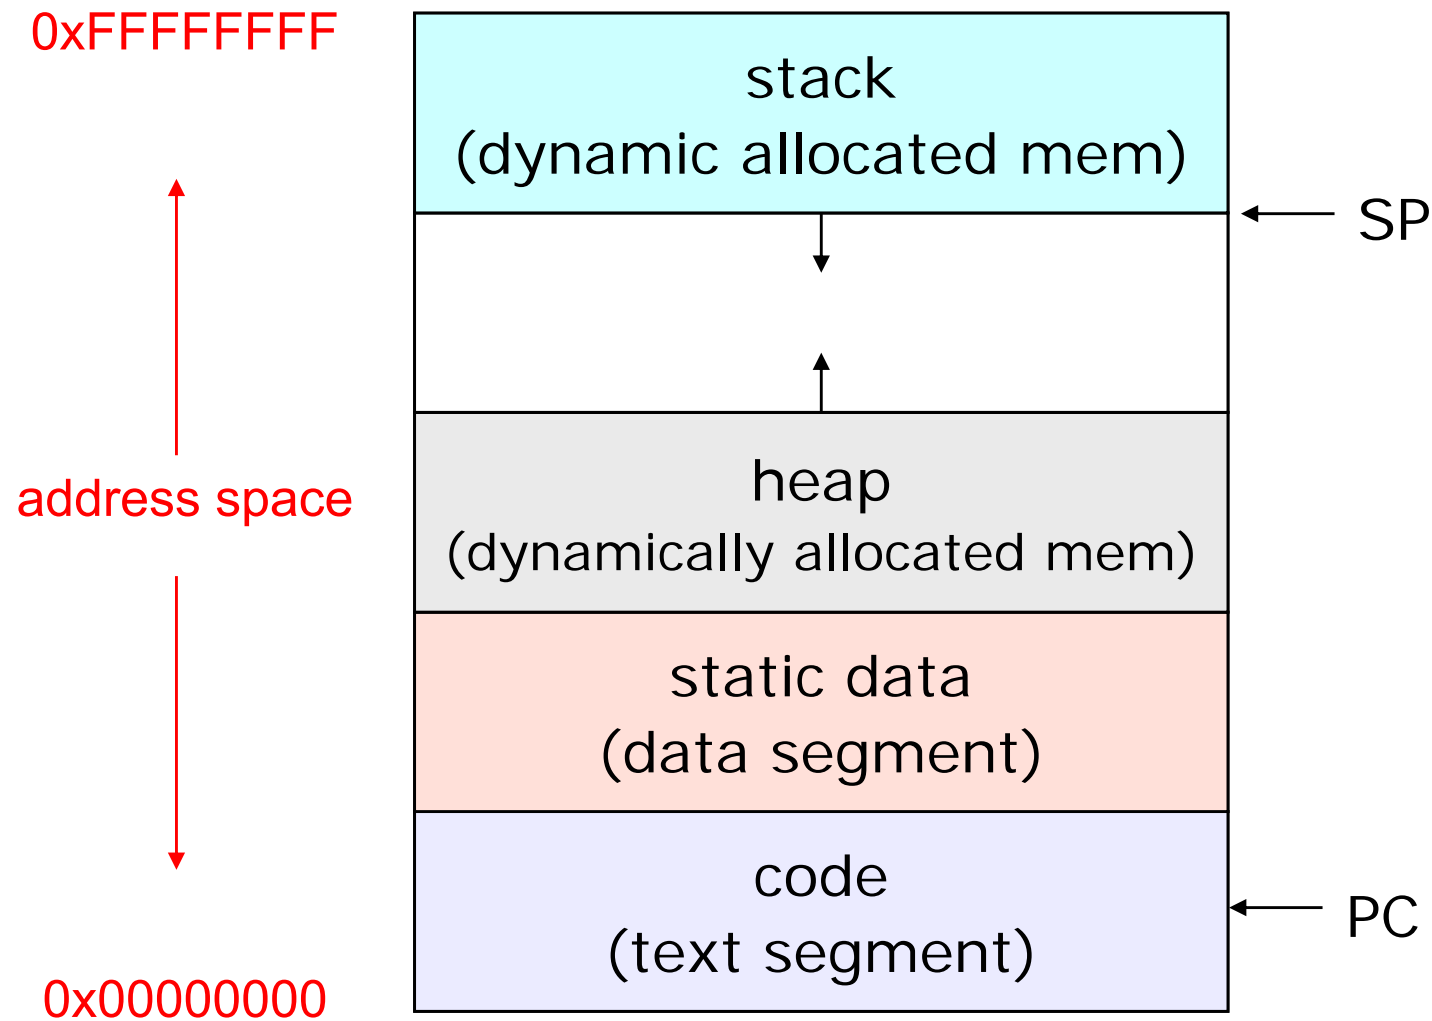 0xFFFFFFFF
stack
(dynamic allocated mem)
SP
address space
heap
(dynamically allocated mem)
static data
(data segment)
code
(text segment)
PC
0x00000000